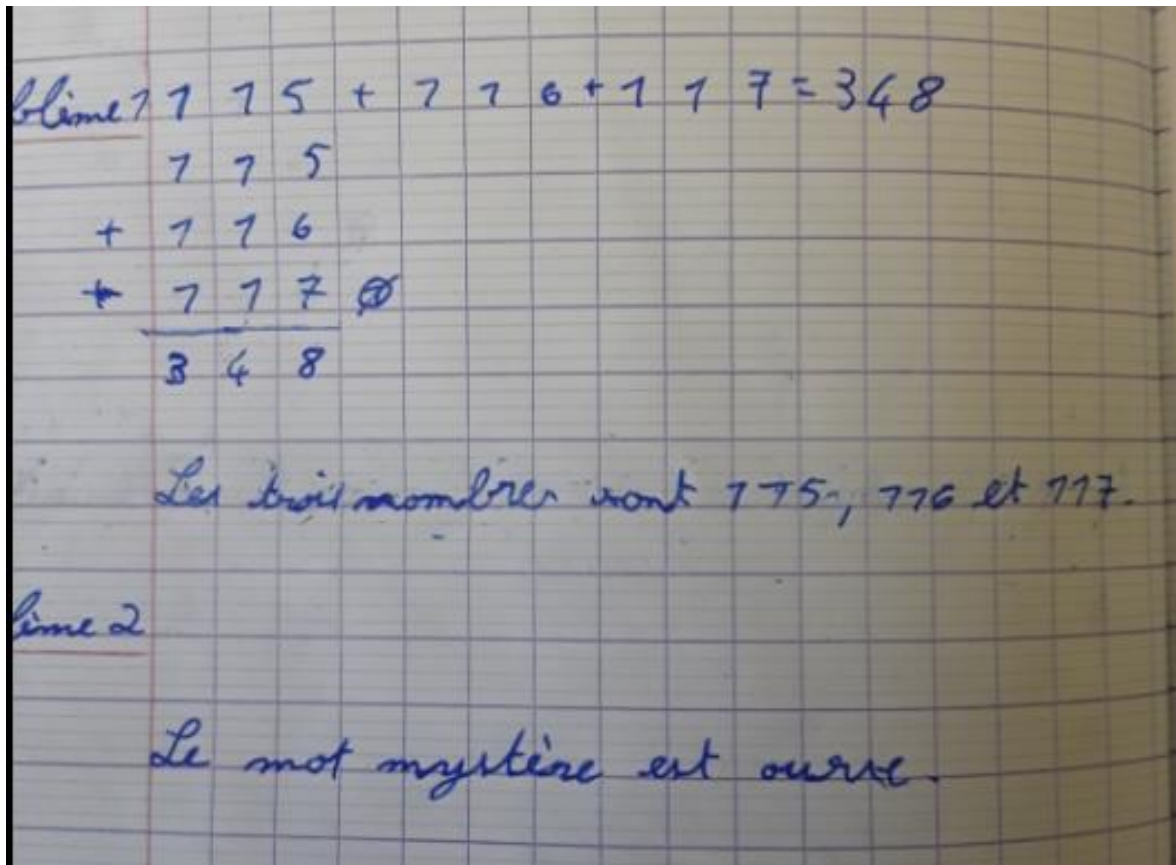 blème 1 115 + 116 + 117 = 348
115
+ 116
+ 117
348
Les trois nombres sont 115, 116 et 117.
lème 2
Le mot mystère est ourse.